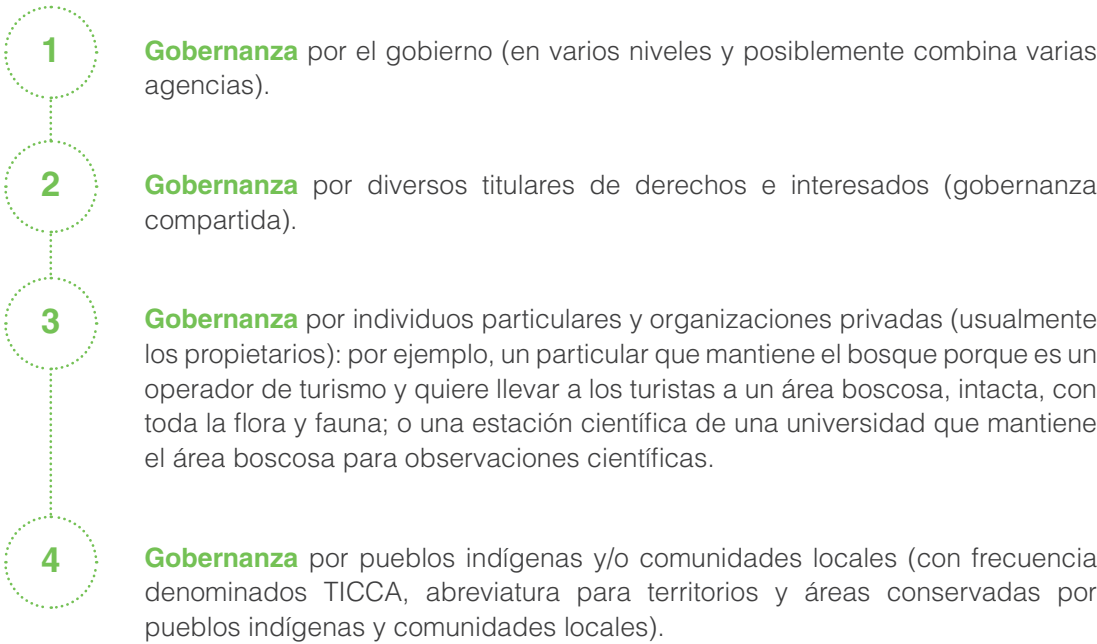 1
Gobernanza por el gobierno (en varios niveles y posiblemente combina varias
agencias).
2
Gobernanza por diversos titulares de derechos e interesados (gobernanza
compartida).
3
Gobernanza por individuos particulares y organizaciones privadas (usualmente
los propietarios): por ejemplo, un particular que mantiene el bosque porque es un
operador de turismo y quiere llevar a los turistas a un área boscosa, intacta, con
toda la flora y fauna; o una estación científica de una universidad que mantiene
el área boscosa para observaciones científicas.
4
Gobernanza por pueblos indígenas y/o comunidades locales (con frecuencia
denominados TICCA, abreviatura para territorios y áreas conservadas por
pueblos indígenas y comunidades locales).